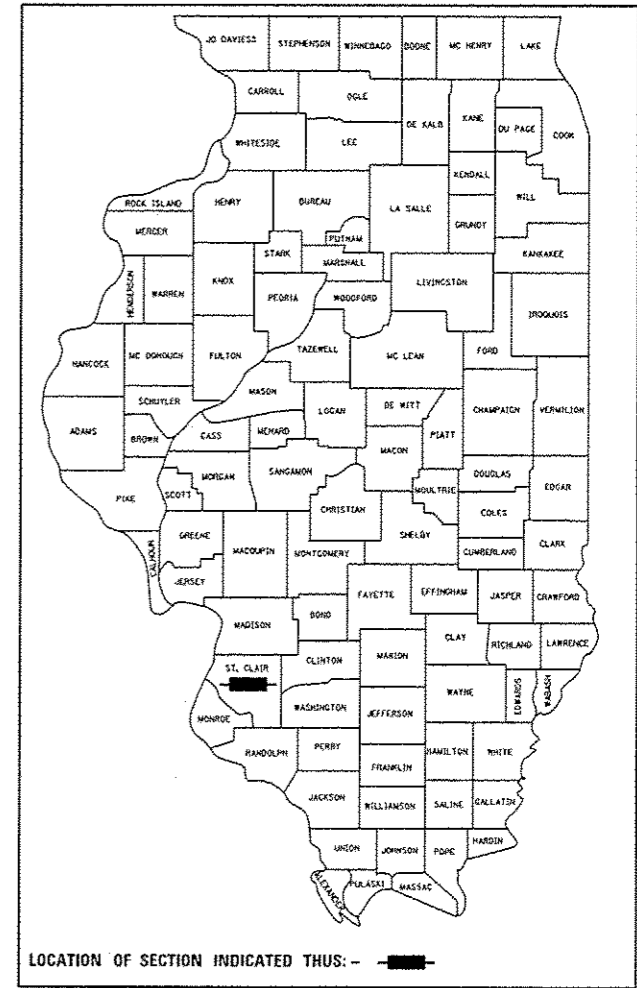 JO DAVIESS STEPHENSON WINNEBAGO BOONE MC HENRY LAKE
CARROLL OGLE DE KALB KANE DU PAGE COOK
WHITESIDE LEE KENDALL WILL
ROCK ISLAND HENRY BUREAU LA SALLE GRUNDY
MERCER PUTNAM KANKAKEE
STARK MARSHALL
HENDERSON WARREN KNOX PEORIA WOODFORD LIVINGSTON IROQUOIS
HANCOCK MC DONOUGH FULTON TAZEWELL MC LEAN FORD
SCHUYLER MASON LOGAN DE WITT CHAMPAIGN VERMILION
ADAMS BROWN CASS MENARD MACON PIATT
PIKE SCOTT MORGAN SANGAMON MOULTRIE DOUGLAS EDGAR
CHRISTIAN COLES
GREENE MACOUPIN MONTGOMERY SHELBY CUMBERLAND CLARK
CALHOUN JERSEY FAYETTE EFFINGHAM JASPER CRAWFORD
MADISON BOND CLAY RICHLAND LAWRENCE
ST. CLAIR CLINTON MARION WAYNE EDWARDS WABASH
MONROE WASHINGTON JEFFERSON
RANDOLPH PERRY FRANKLIN HAMILTON WHITE
JACKSON WILLIAMSON SALINE GALLATIN
UNION JOHNSON POPE HARDIN
ALEXANDER PULASKI MASSAC
LOCATION OF SECTION INDICATED THUS: –